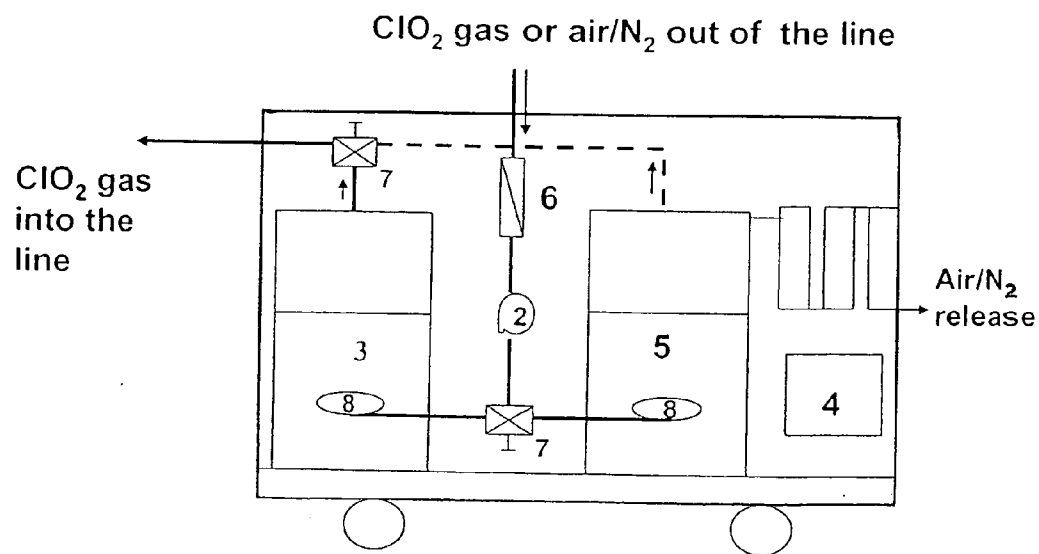 ClO₂ gas or air/N₂ out of the line
ClO₂ gas
into the
line
7
6
2
3
5
Air/N₂
release
4
8
8
7